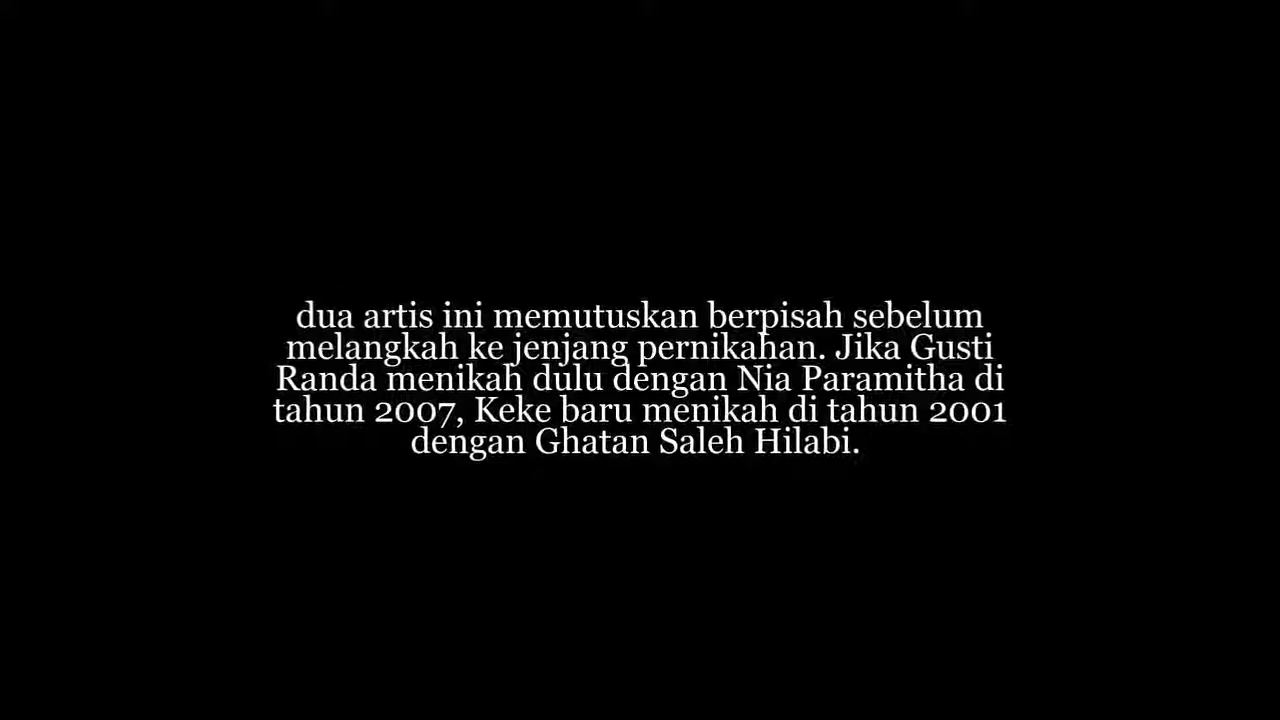 dua artis ini memutuskan berpisah sebelum
melangkah ke jenjang pernikahan. Jika Gusti
Randa menikah dulu dengan Nia Paramitha di
tahun 2007, Keke baru menikah di tahun 2001
dengan Ghatan Saleh Hilabi.